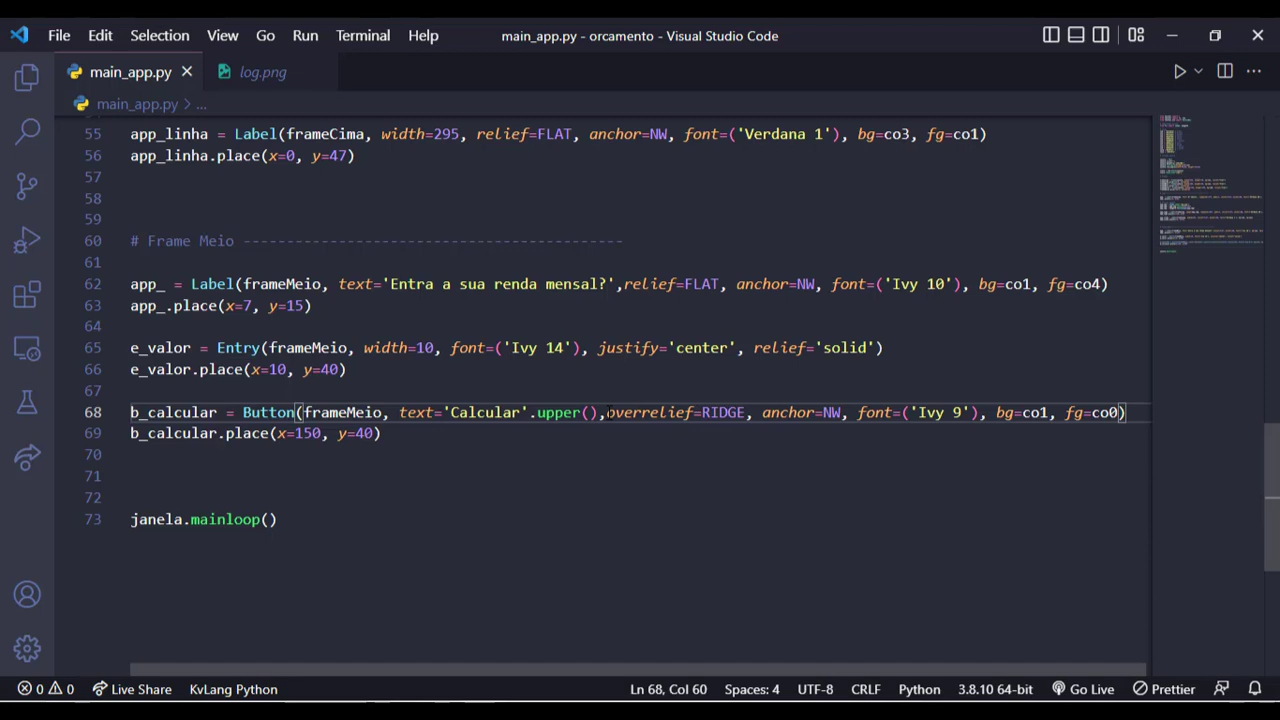 File Edit Selection View Go Run Terminal Help main_app.py - orcamento - Visual Studio Code
main_app.py log.png
main_app.py > ...
55 app_linha = Label(frameCima, width=295, relief=FLAT, anchor=NW, font=('Verdana 1'), bg=co3, fg=co1)
56 app_linha.place(x=0, y=47)
57
58
59
60 # Frame Meio --------------------------------------------
61
62 app_ = Label(frameMeio, text='Entra a sua renda mensal?',relief=FLAT, anchor=NW, font=('Ivy 10'), bg=co1, fg=co4)
63 app_.place(x=7, y=15)
64
65 e_valor = Entry(frameMeio, width=10, font=('Ivy 14'), justify='center', relief='solid')
66 e_valor.place(x=10, y=40)
67
68 b_calcular = Button(frameMeio, text='Calcular'.upper(),overrelief=RIDGE, anchor=NW, font=('Ivy 9'), bg=co1, fg=co0)
69 b_calcular.place(x=150, y=40)
70
71
72
73 janela.mainloop()
0 0 Live Share KvLang Python Ln 68, Col 60 Spaces: 4 UTF-8 CRLF Python 3.8.10 64-bit Go Live Prettier